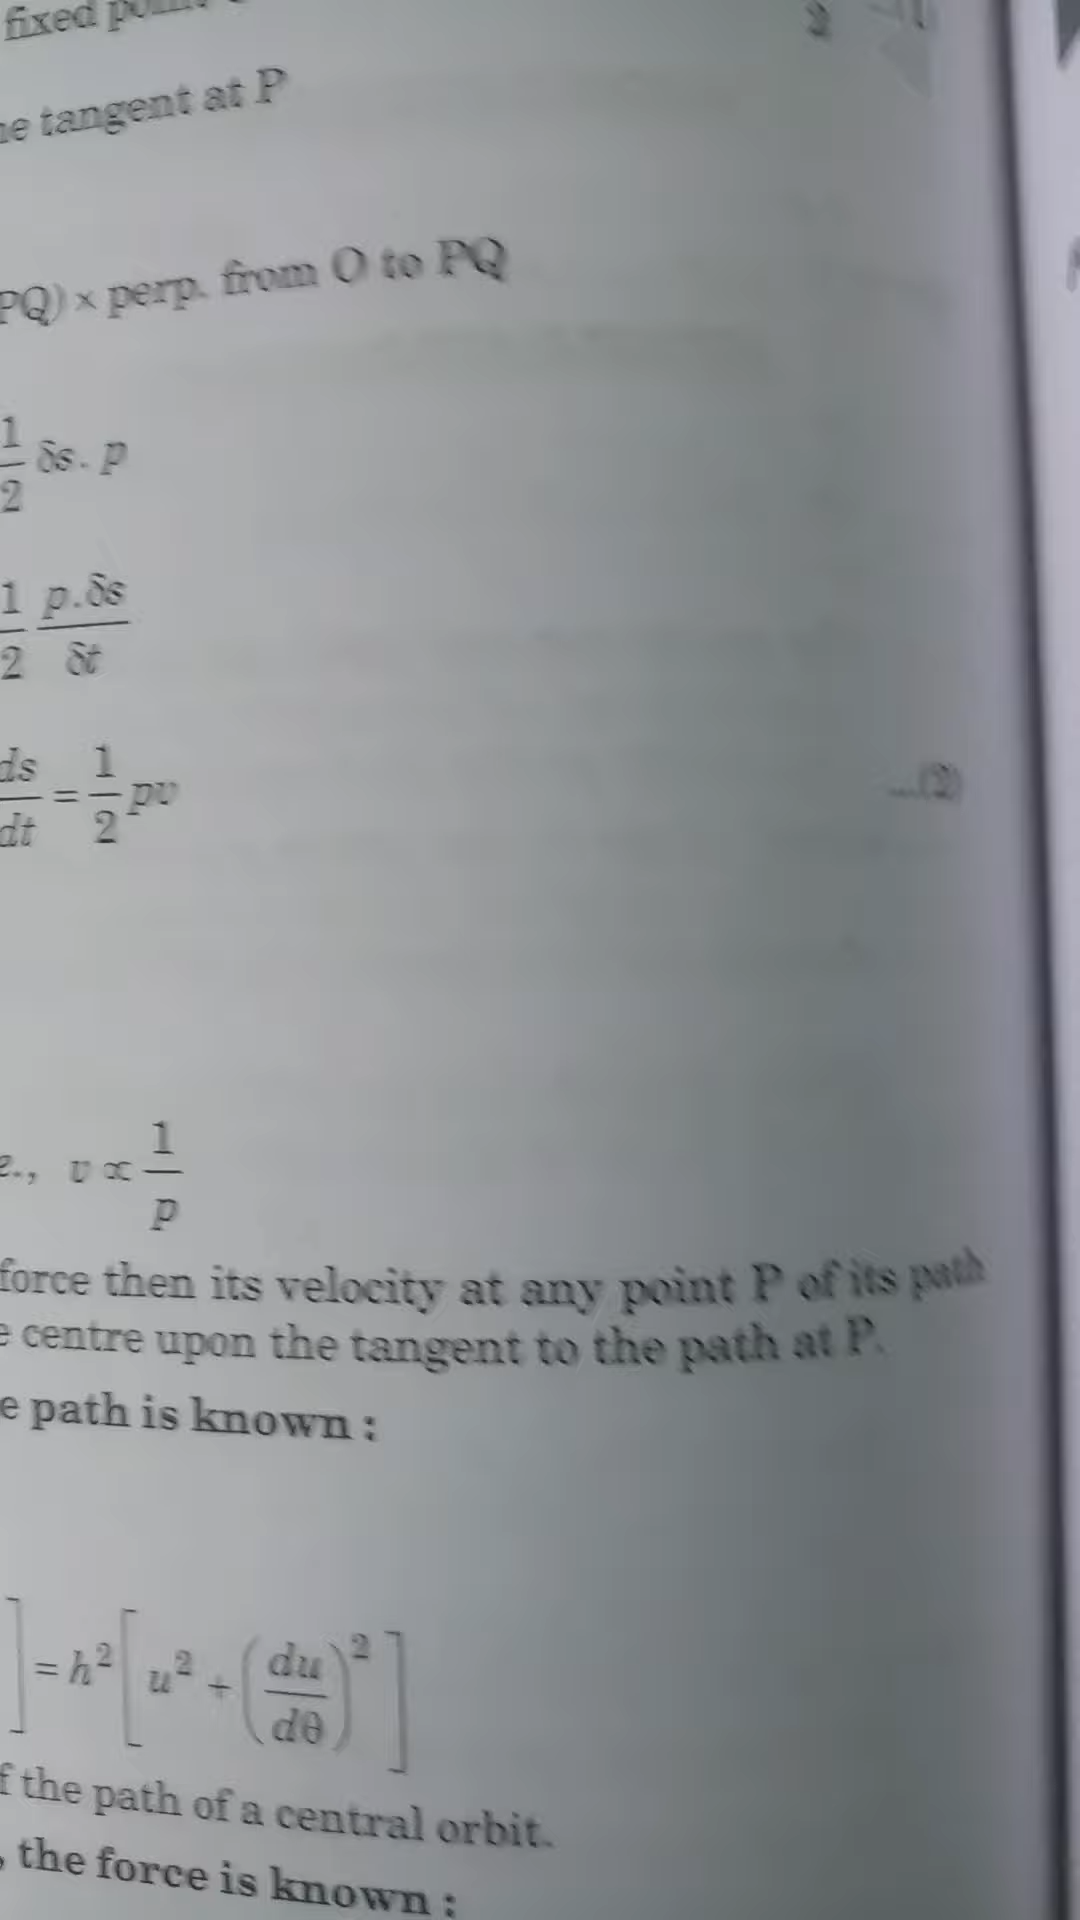 fixed
tangent at P
PQ) × perp. from O to PQ
1/2 δs . p
1/2 p.δs/δt
ds/dt = 1/2 pv ...(2)
v ∝ 1/p
force then its velocity at any point P of its path
centre upon the tangent to the path at P.
path is known :
] = h² [ u² + (du/dθ)² ]
the path of a central orbit.
, the force is known :